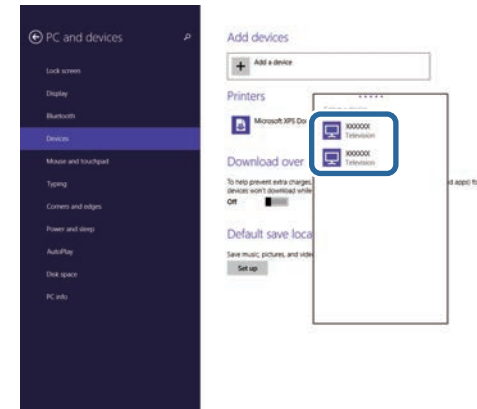 PC and devices
Lock screen
Display
Bluetooth
Devices
Mouse and touchpad
Typing
Corners and edges
Power and sleep
AutoPlay
Disk space
PC info
Add devices
Add a device
Printers
Microsoft XPS Doc
Download over
To help prevent extra charges,
devices won't download while
Off
Default save loca
Save music, pictures, and vide
Set up
XXXXXX
Television
XXXXXX
Television
id apps) fo